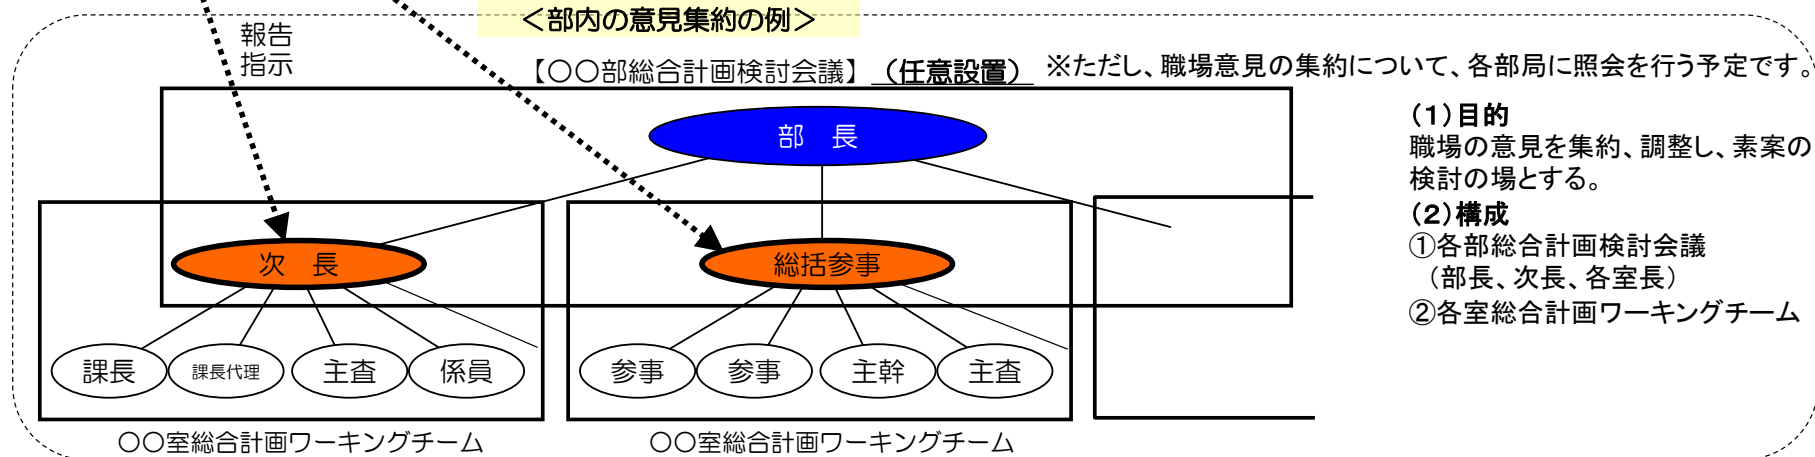 ＜部内の意見集約の例＞
報告
指示
【〇〇部総合計画検討会議】（任意設置）　※ただし、職場意見の集約について、各部局に照会を行う予定です。
部　長
（1）目的
職場の意見を集約、調整し、素案の
検討の場とする。
（2）構成
①各部総合計画検討会議
（部長、次長、各室長）
②各室総合計画ワーキングチーム
次　長
総括参事
課長
課長代理
主査
係員
参事
参事
主幹
主査
〇〇室総合計画ワーキングチーム
〇〇室総合計画ワーキングチーム